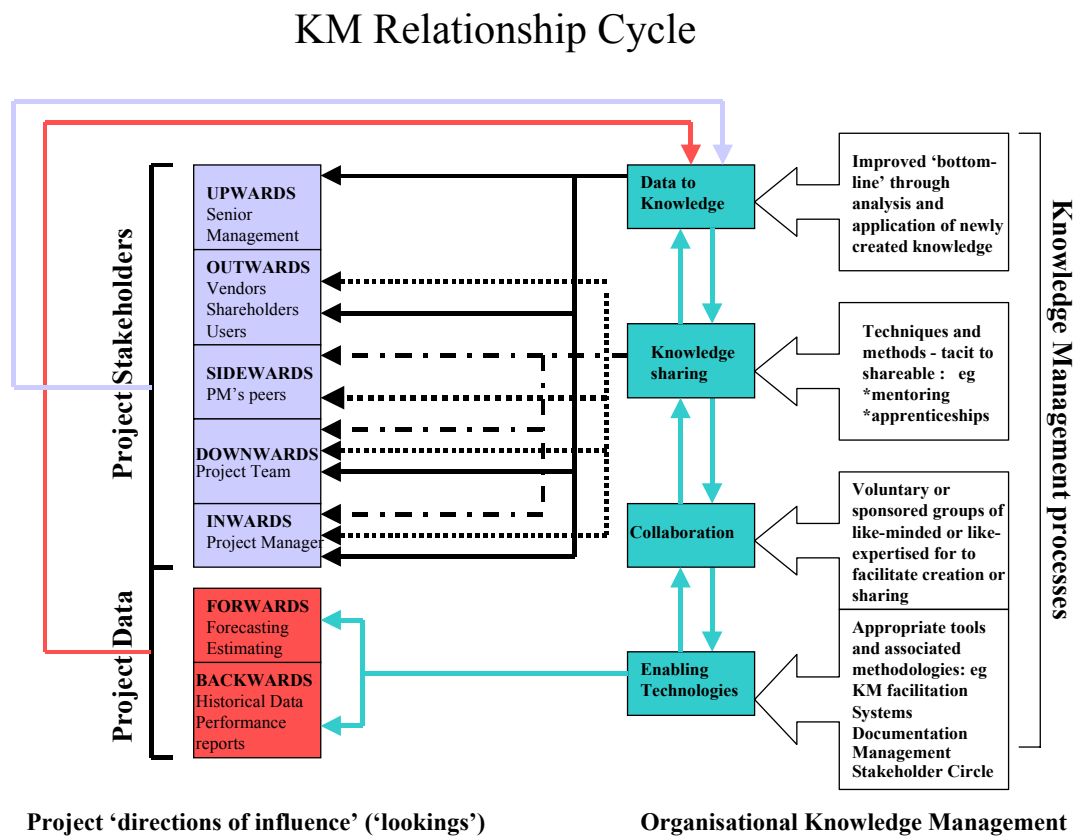 KM Relationship Cycle
Project Stakeholders
Project Data
UPWARDS
Senior
Management
OUTWARDS
Vendors
Shareholders
Users
SIDEWARDS
PM’s peers
DOWNWARDS
Project Team
INWARDS
Project Manager
FORWARDS
Forecasting
Estimating
BACKWARDS
Historical Data
Performance
reports
Data to
Knowledge
Knowledge
sharing
Collaboration
Enabling
Technologies
Improved ‘bottom-
line’ through
analysis and
application of newly
created knowledge
Techniques and
methods - tacit to
shareable : eg
*mentoring
*apprenticeships
Voluntary or
sponsored groups of
like-minded or like-
expertised for to
facilitate creation or
sharing
Appropriate tools
and associated
methodologies: eg
KM facilitation
Systems
Documentation
Management
Stakeholder Circle
Knowledge Management processes
Project ‘directions of influence’ (‘lookings’)
Organisational Knowledge Management